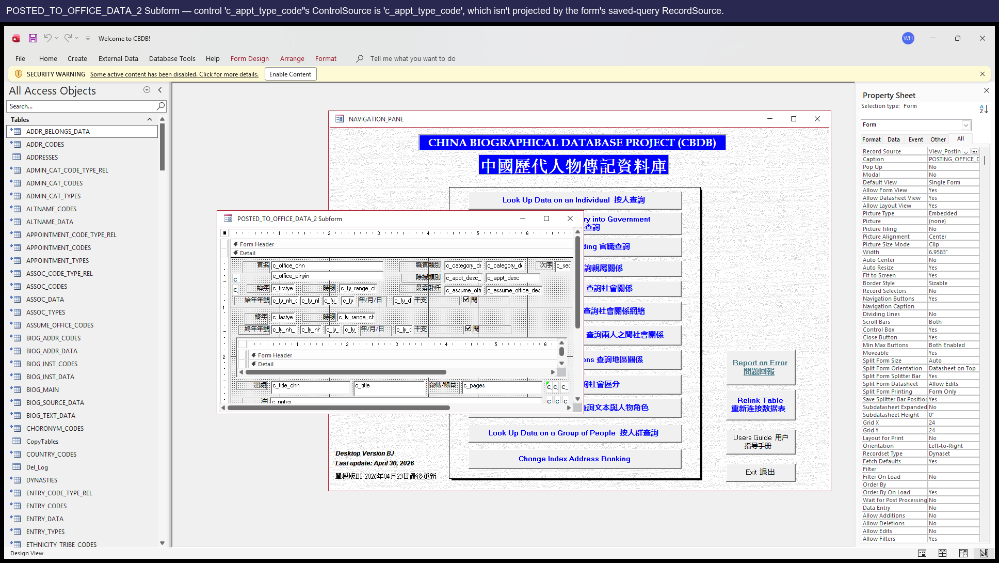 POSTED_TO_OFFICE_DATA_2 Subform — control 'c_appt_type_code''s ControlSource is 'c_appt_type_code', which isn't projected by the form's saved-query RecordSource.
Welcome to CBDB!
WH
File Home Create External Data Database Tools Help Form Design Arrange Format Tell me what you want to do
SECURITY WARNING Some active content has been disabled. Click for more details. Enable Content
All Access Objects
Search...
Tables
ADDR_BELONGS_DATA
ADDR_CODES
ADDRESSES
ADMIN_CAT_CODE_TYPE_REL
ADMIN_CAT_CODES
ADMIN_CAT_TYPES
ALTNAME_CODES
ALTNAME_DATA
APPOINTMENT_CODE_TYPE_REL
APPOINTMENT_CODES
APPOINTMENT_TYPES
ASSOC_CODE_TYPE_REL
ASSOC_CODES
ASSOC_DATA
ASSOC_TYPES
ASSUME_OFFICE_CODES
BIOG_ADDR_CODES
BIOG_ADDR_DATA
BIOG_INST_CODES
BIOG_INST_DATA
BIOG_MAIN
BIOG_SOURCE_DATA
BIOG_TEXT_DATA
CHORONYM_CODES
CopyTables
COUNTRY_CODES
Del_Log
DYNASTIES
ENTRY_CODE_TYPE_REL
ENTRY_CODES
ENTRY_DATA
ENTRY_TYPES
ETHNICITY_TRIBE_CODES
Design View
NAVIGATION_PANE
CHINA BIOGRAPHICAL DATABASE PROJECT (CBDB)
中國歷代人物傳記資料庫
Look Up Data on an Individual 按人查詢
ry into Government
查詢
ding 官職查詢
詢親屬關係
查詢社會關係
查詢社會關係網絡
查詢兩人之間社會關係
ons 查詢地區關係
詢社會區分
查詢文本與人物角色
Look Up Data on a Group of People 按人群查詢
Change Index Address Ranking
Desktop Version BJ
Last update: April 30, 2026
單機版BI 2026年04月23日最後更新
Report an Error
問題回報
Relink Table
重新连接数据表
Users Guide 用户
指导手册
Exit 退出
POSTED_TO_OFFICE_DATA_2 Subform
1 2 3 4 5 6
Form Header
Detail
官名 c_office_chn 職官類別 c_category_de c_category_de 次序 c_sec
c_office_pinyin
c 除授類別 c_appt_desc_ c_appt_desc
c 始年 c_firstye 時限 c_fy_range_ch 是否赴任 c_assume_offi c_assume_office_des
始年年號 c_fy_nh_c c_fy_nl c_fy_ c_fy 年/月/日 c_fy_d 干支 閏
1
終年 c_lastye 時限 c_ly_range_ch
終年年號 c_ly_nh_ c_ly_nh c_ly_ c_ly_ 年/月/日 c_ly_c 干支 閏
1 2 3 4 5 6
Form Header
2
Detail
出處 c_title_chn c_title 頁碼/條目 c_pages c c_ c_
注 c_notes c c c
Property Sheet
Selection type: Form
Form
Format Data Event Other All
Record Source View_Postin
Caption POSTING_OFFICE_D
Pop Up No
Modal No
Default View Single Form
Allow Form View Yes
Allow Datasheet View Yes
Allow Layout View Yes
Picture Type Embedded
Picture (none)
Picture Tiling No
Picture Alignment Center
Picture Size Mode Clip
Width 6.9583"
Auto Center No
Auto Resize Yes
Fit to Screen Yes
Border Style Sizable
Record Selectors No
Navigation Buttons Yes
Navigation Caption
Dividing Lines No
Scroll Bars Both
Control Box Yes
Close Button Yes
Min Max Buttons Both Enabled
Moveable Yes
Split Form Size Auto
Split Form Orientation Datasheet on Top
Split Form Splitter Bar Yes
Split Form Datasheet Allow Edits
Split Form Printing Form Only
Save Splitter Bar Position Yes
Subdatasheet Expanded No
Subdatasheet Height 0"
Grid X 24
Grid Y 24
Layout for Print No
Orientation Left-to-Right
Recordset Type Dynaset
Fetch Defaults Yes
Filter
Filter On Load No
Order By
Order By On Load Yes
Wait for Post Processing No
Data Entry No
Allow Additions No
Allow Deletions No
Allow Edits No
Allow Filters Yes